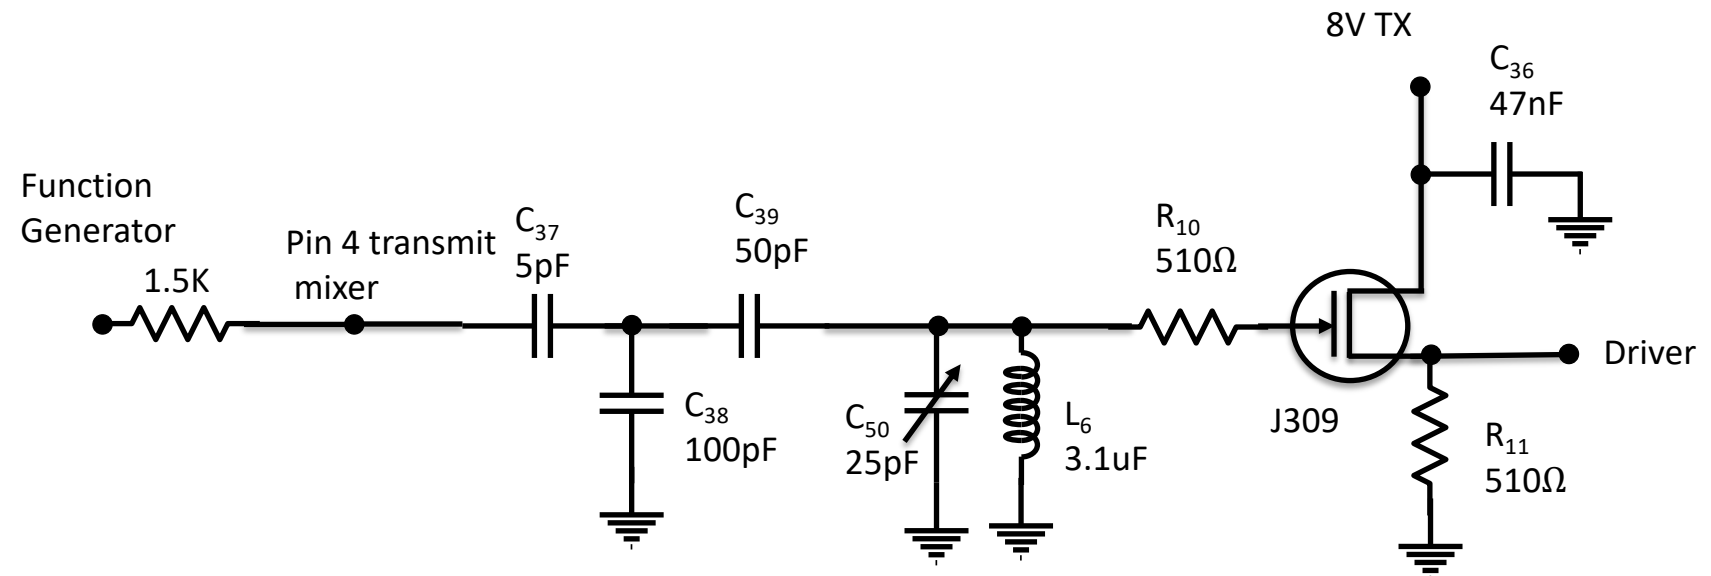 8V TX
C₃₆
47nF
Function
Generator
1.5K
Pin 4 transmit
mixer
C₃₇
5pF
C₃₉
50pF
R₁₀
510Ω
C₃₈
100pF
C₅₀
25pF
L₆
3.1uF
J309
Driver
R₁₁
510Ω